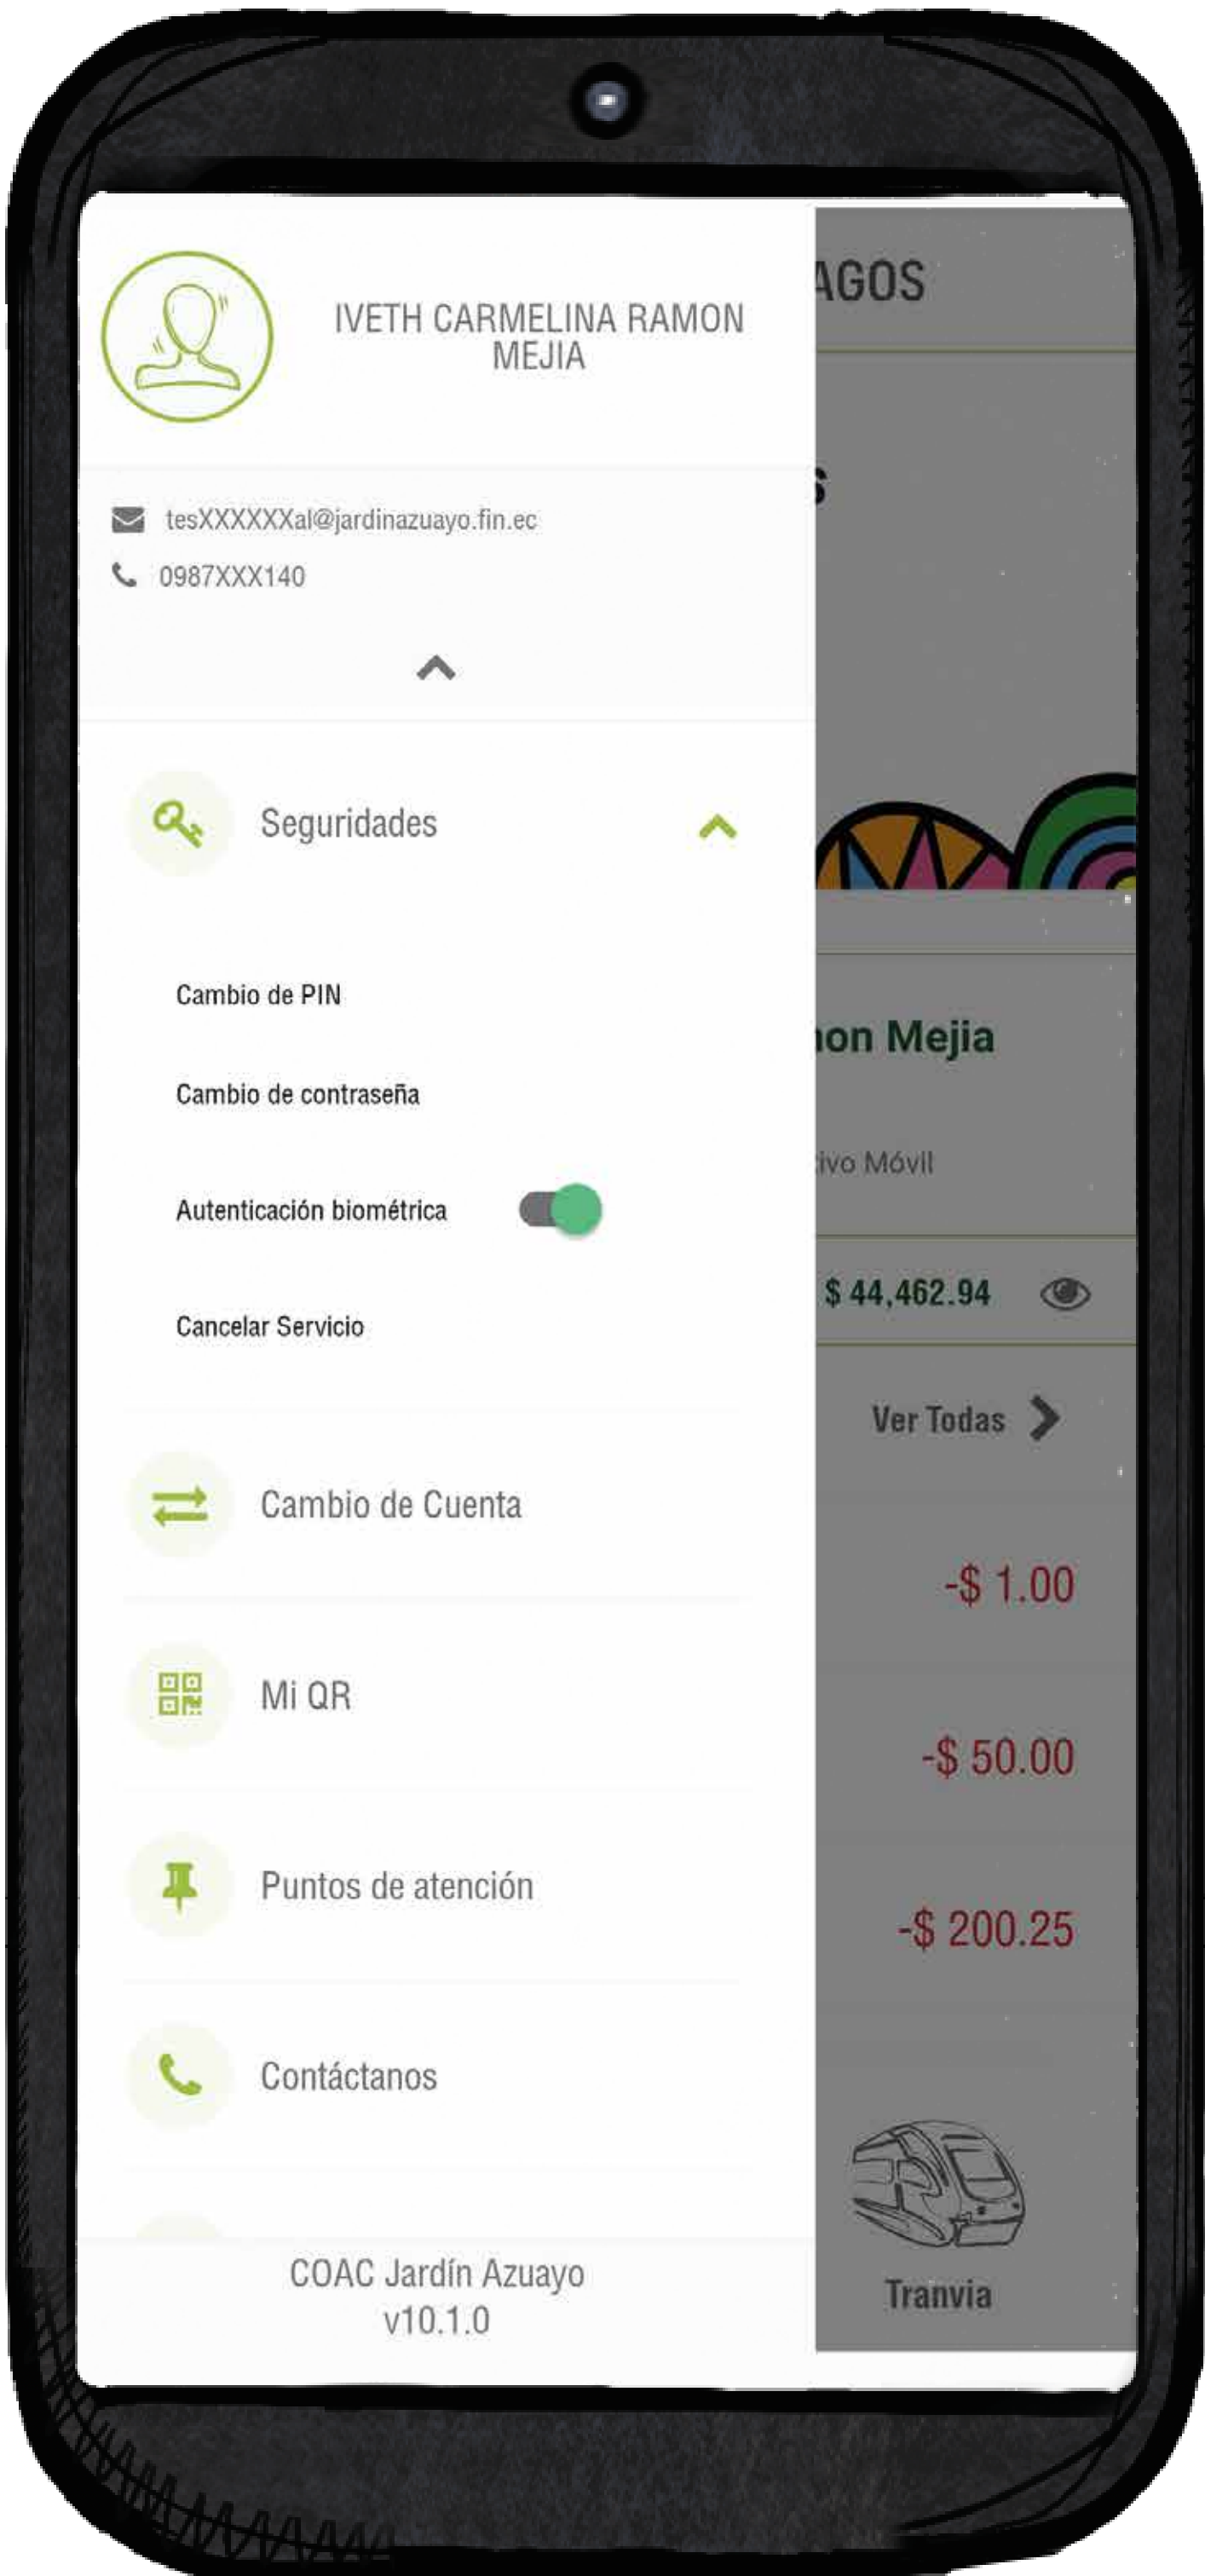 IVETH CARMELINA RAMON
MEJIA
tesXXXXXXal@jardinazuayo.fin.ec
0987XXX140
Seguridades
Cambio de PIN
Cambio de contraseña
Autenticación biométrica
Cancelar Servicio
Cambio de Cuenta
Mi QR
Puntos de atención
Contáctanos
COAC Jardín Azuayo
v10.1.0
AGOS
s
non Mejia
tivo Móvil
$ 44,462.94
Ver Todas
-$ 1.00
-$ 50.00
-$ 200.25
Tranvia